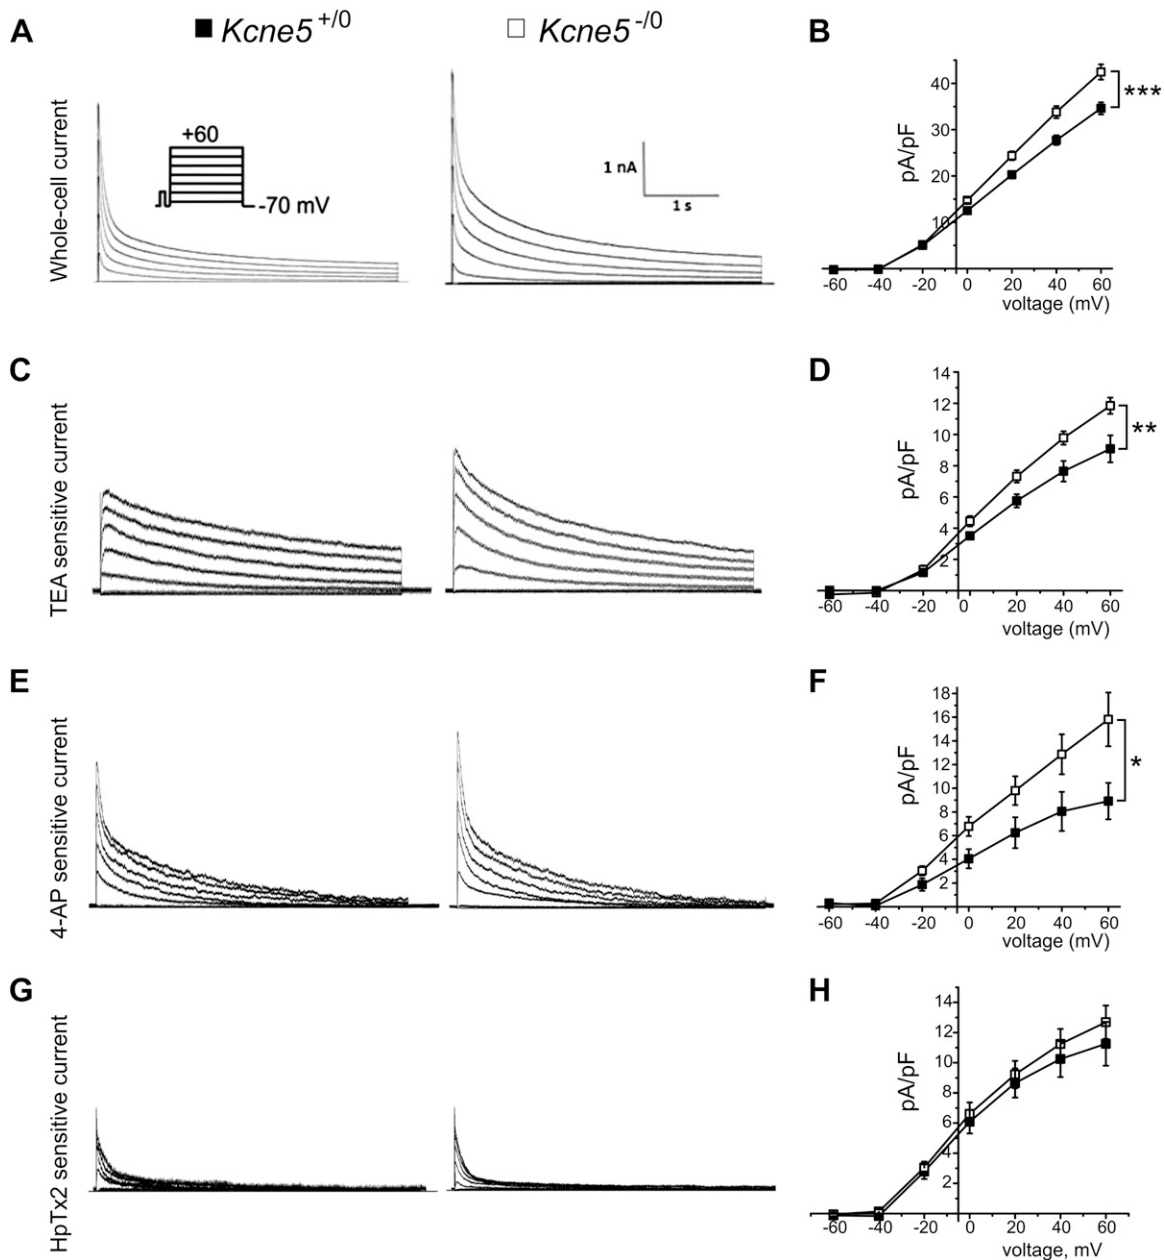 A ■ Kcne5+/0 □ Kcne5-/0 B
Whole-cell current
+60
-70 mV
1 nA
1 s
pA/pF
40
30
20
10
***
-60 -40 -20 0 20 40 60
voltage (mV)
C D
TEA sensitive current
pA/pF
14
12
10
8
6
4
2
**
-60 -40 -20 0 20 40 60
voltage (mV)
E F
4-AP sensitive current
pA/pF
18
16
14
12
10
8
6
4
2
*
-60 -40 -20 0 20 40 60
voltage (mV)
G H
HpTx2 sensitive current
pA/pF
14
12
10
8
6
4
2
-60 -40 -20 0 20 40 60
voltage, mV